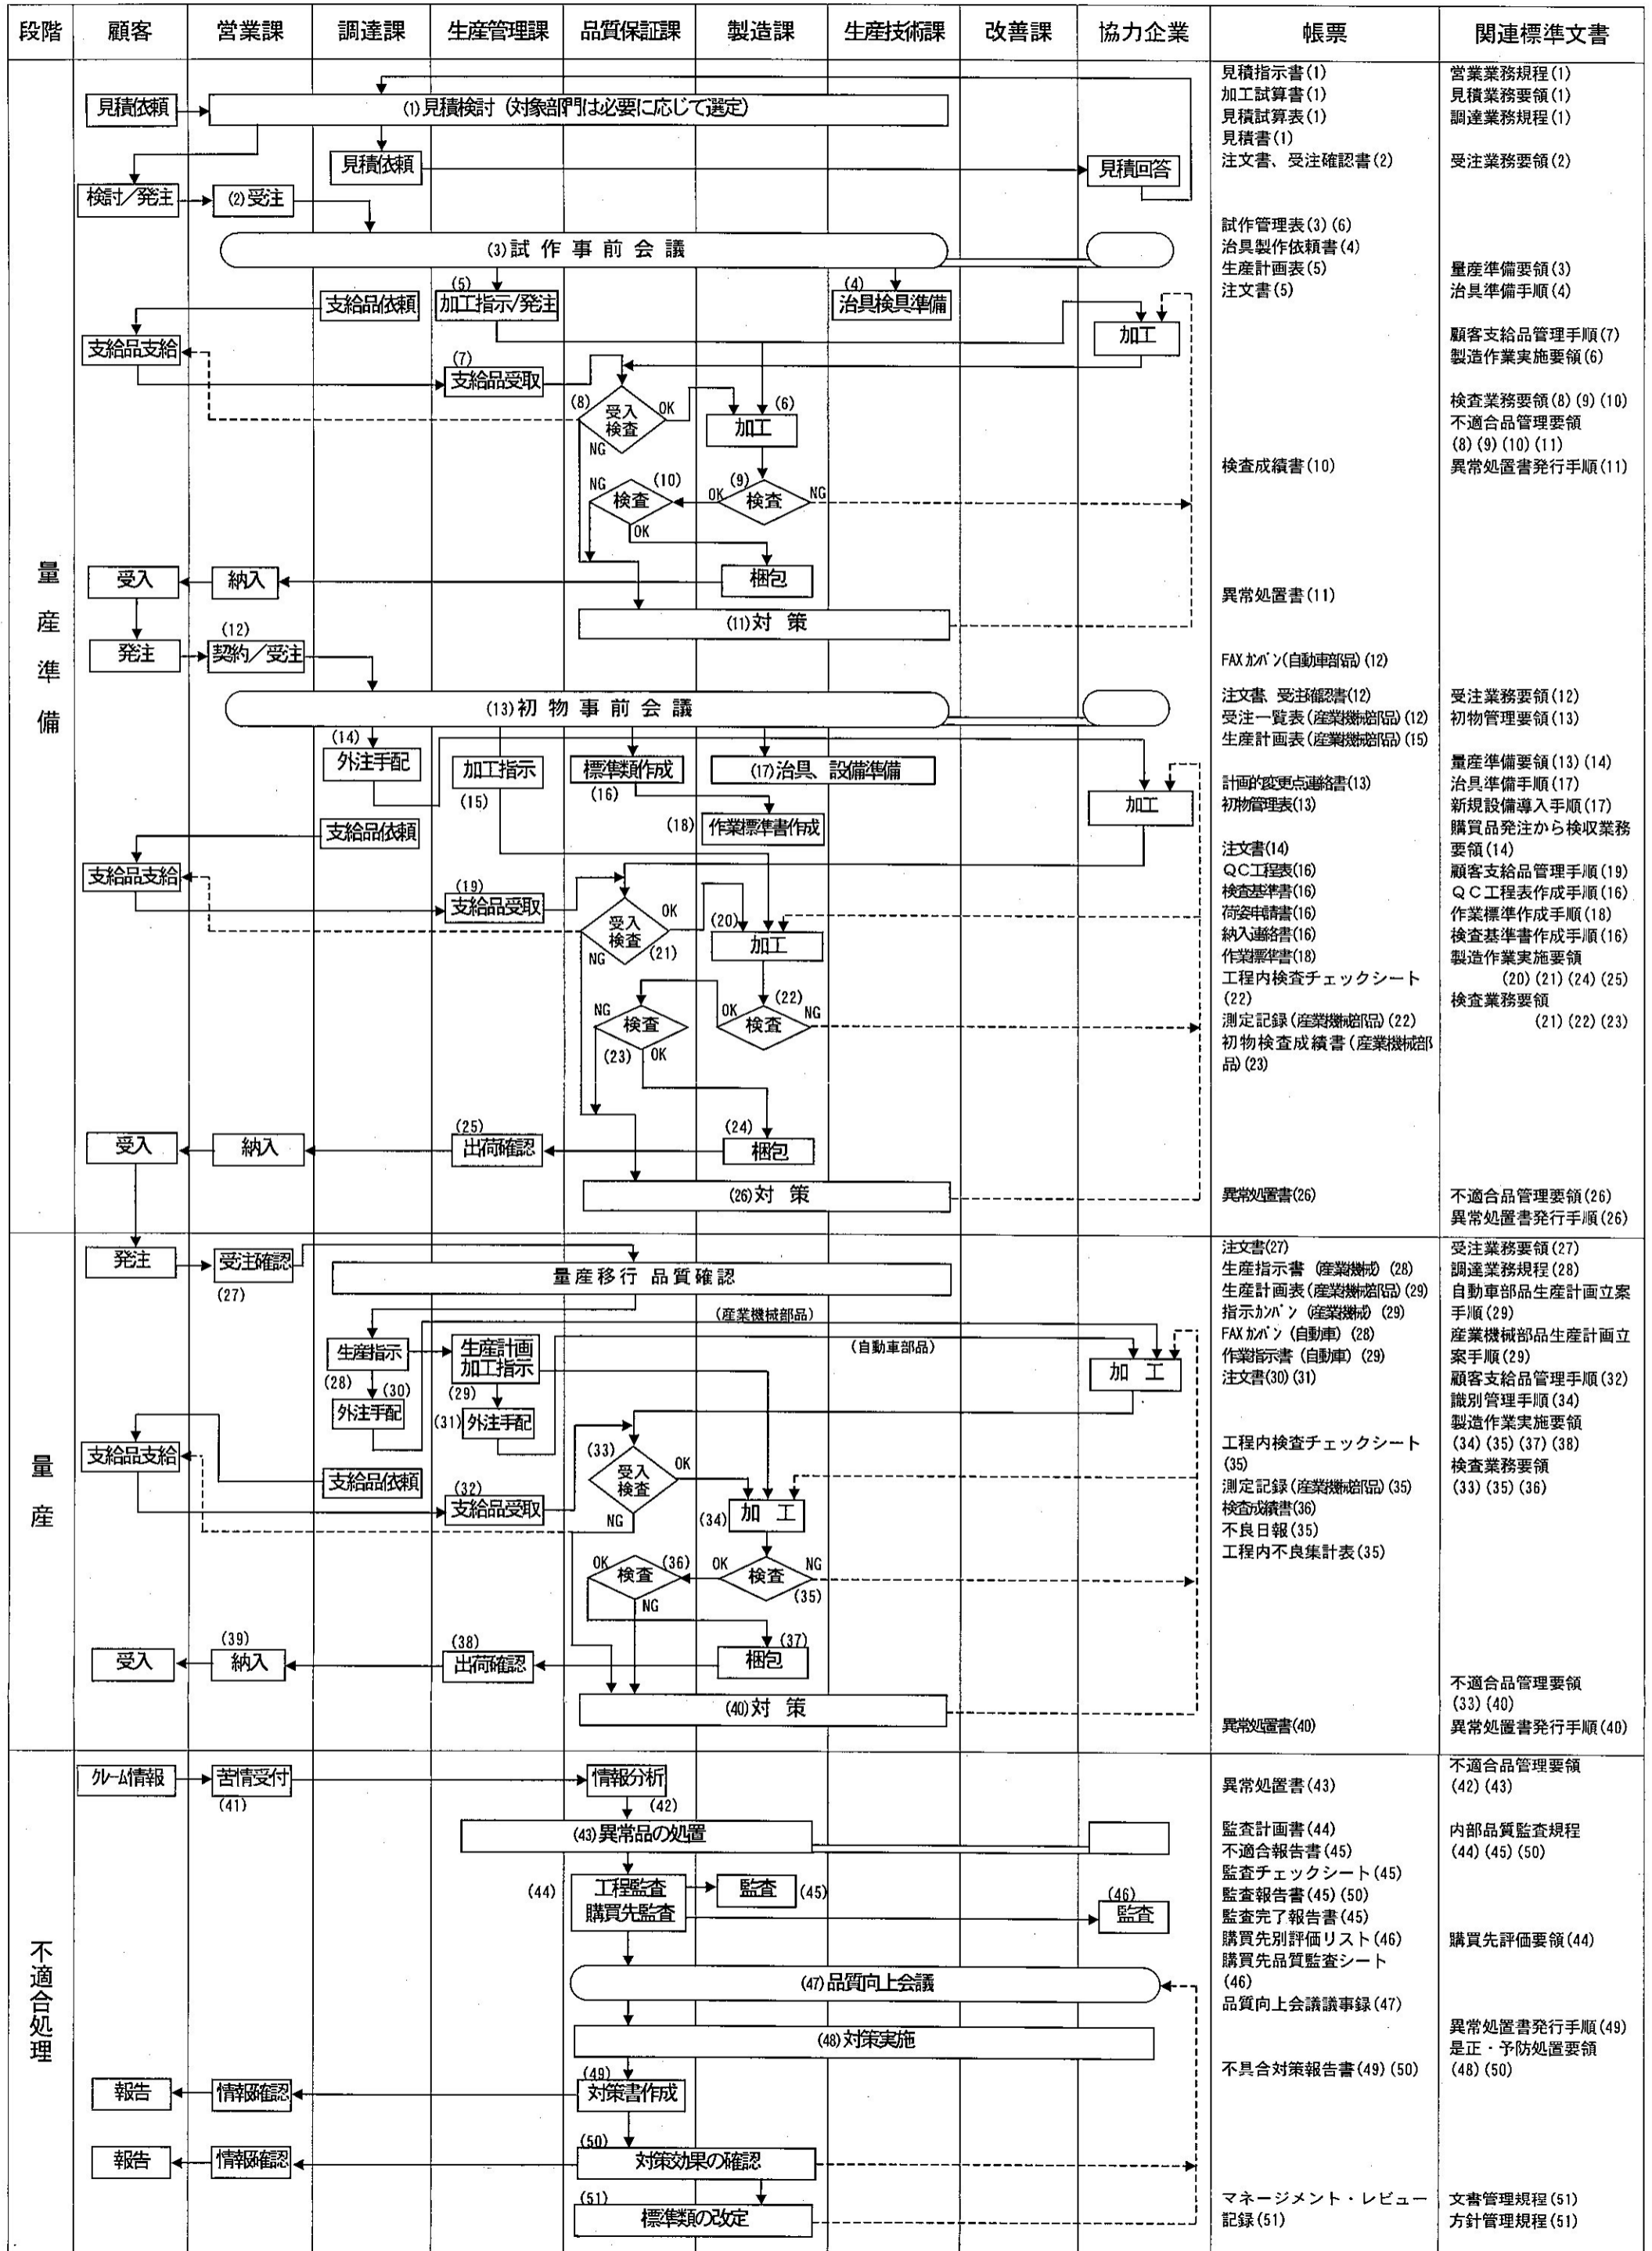 段階 顧客 営業課 調達課 生産管理課 品質保証課 製造課 生産技術課 改善課 協力企業 帳票 関連標準文書
量産準備
見積依頼
(1)見積検討 (対象部門は必要に応じて選定)
見積依頼
見積回答
検討/発注
(2)受注
(3)試作事前会議
支給品依頼
(5)
加工指示/発注
(4)
治具検具準備
加工
支給品支給
(7)
支給品受取
(8)
受入
検査
OK
NG
(6)
加工
NG
(10)
検査
OK
OK
(9)
検査
NG
受入
納入
梱包
(11)対 策
発注
(12)
契約/受注
(13)初物事前会議
(14)
外注手配
加工指示
(15)
標準類作成
(16)
(17)治具、設備準備
加工
支給品依頼
(18)
作業標準書作成
支給品支給
(19)
支給品受取
受入
検査
OK
NG
(21)
(20)
加工
NG
検査
(23)
OK
OK
(22)
検査
NG
受入
納入
(25)
出荷確認
(24)
梱包
(26)対 策
見積指示書(1)
加工試算書(1)
見積試算表(1)
見積書(1)
注文書、受注確認書(2)
試作管理表(3)(6)
治具製作依頼書(4)
生産計画表(5)
注文書(5)
検査成績書(10)
異常処置書(11)
FAXカンバン(自動車部品)(12)
注文書、受注確認書(12)
受注一覧表(産業機械部品)(12)
生産計画表(産業機械部品)(15)
計画的変更点連絡書(13)
初物管理表(13)
注文書(14)
QC工程表(16)
検査基準書(16)
荷姿申請書(16)
納入連絡書(16)
作業標準書(18)
工程内検査チェックシート
(22)
測定記録(産業機械部品)(22)
初物検査成績書(産業機械部
品)(23)
異常処置書(26)
営業業務規程(1)
見積業務要領(1)
調達業務規程(1)
受注業務要領(2)
量産準備要領(3)
治具準備手順(4)
顧客支給品管理手順(7)
製造作業実施要領(6)
検査業務要領(8)(9)(10)
不適合品管理要領
(8)(9)(10)(11)
異常処置書発行手順(11)
受注業務要領(12)
初物管理要領(13)
量産準備要領(13)(14)
治具準備手順(17)
新規設備導入手順(17)
購買品発注から検収業務
要領(14)
顧客支給品管理手順(19)
QC工程表作成手順(16)
作業標準作成手順(18)
検査基準書作成手順(16)
製造作業実施要領
(20)(21)(24)(25)
検査業務要領
(21)(22)(23)
不適合品管理要領(26)
異常処置書発行手順(26)
量産
発注
受注確認
(27)
量産移行 品質確認
(産業機械部品)
生産指示
(28)
生産計画
加工指示
(29)
(自動車部品)
加 工
(30)
外注手配
(31)
外注手配
支給品支給
支給品依頼
(32)
支給品受取
(33)
受入
検査
OK
NG
(34)
加 工
OK
検査
(36)
NG
OK
検査
NG
(35)
受入
(39)
納入
(38)
出荷確認
(37)
梱包
(40)対 策
注文書(27)
生産指示書(産業機械)(28)
生産計画表(産業機械部品)(29)
指示カンバン(産業機械)(29)
FAXカンバン(自動車)(28)
作業指示書(自動車)(29)
注文書(30)(31)
工程内検査チェックシート
(35)
測定記録(産業機械部品)(35)
検査成績書(36)
不良日報(35)
工程内不良集計表(35)
異常処置書(40)
受注業務要領(27)
調達業務規程(28)
自動車部品生産計画立案
手順(29)
産業機械部品生産計画立
案手順(29)
顧客支給品管理手順(32)
識別管理手順(34)
製造作業実施要領
(34)(35)(37)(38)
検査業務要領
(33)(35)(36)
不適合品管理要領
(33)(40)
異常処置書発行手順(40)
不適合処理
クレーム情報
苦情受付
(41)
情報分析
(42)
(43)異常品の処置
(44)
工程監査
購買先監査
監査
(45)
(46)
監査
(47)品質向上会議
(48)対策実施
報告
情報確認
(49)
対策書作成
報告
情報確認
(50)
対策効果の確認
(51)
標準類の改定
異常処置書(43)
監査計画書(44)
不適合報告書(45)
監査チェックシート(45)
監査報告書(45)(50)
監査完了報告書(45)
購買先別評価リスト(46)
購買先品質監査シート
(46)
品質向上会議議事録(47)
不具合対策報告書(49)(50)
マネージメント・レビュー
記録(51)
不適合品管理要領
(42)(43)
内部品質監査規程
(44)(45)(50)
購買先評価要領(44)
異常処置書発行手順(49)
是正・予防処置要領
(48)(50)
文書管理規程(51)
方針管理規程(51)